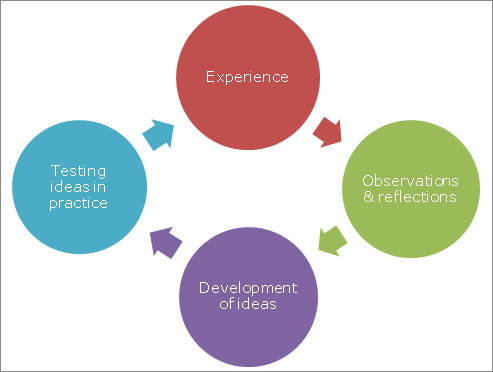 Experience
Observations
& reflections
Development
of ideas
Testing
ideas in
practice